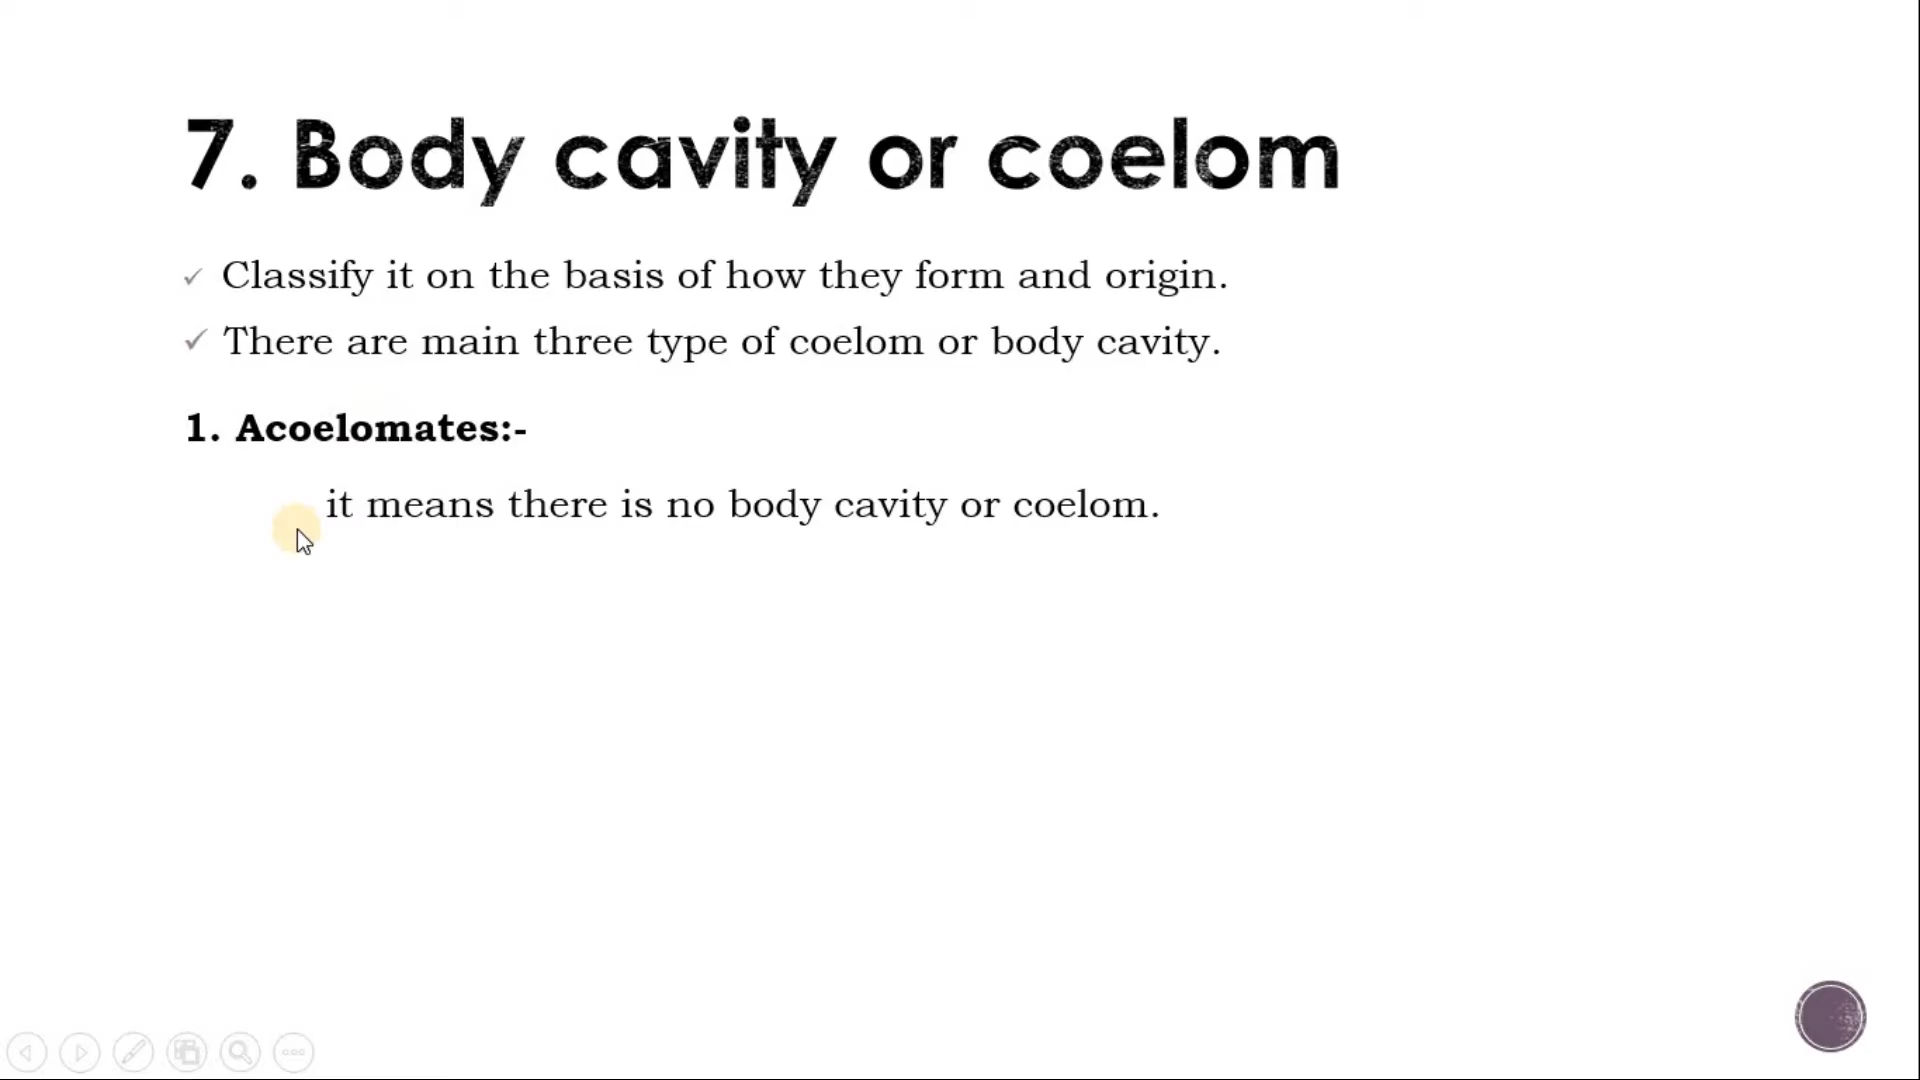 7. Body cavity or coelom
✓ Classify it on the basis of how they form and origin.
✓ There are main three type of coelom or body cavity.
1. Acoelomates:-
it means there is no body cavity or coelom.